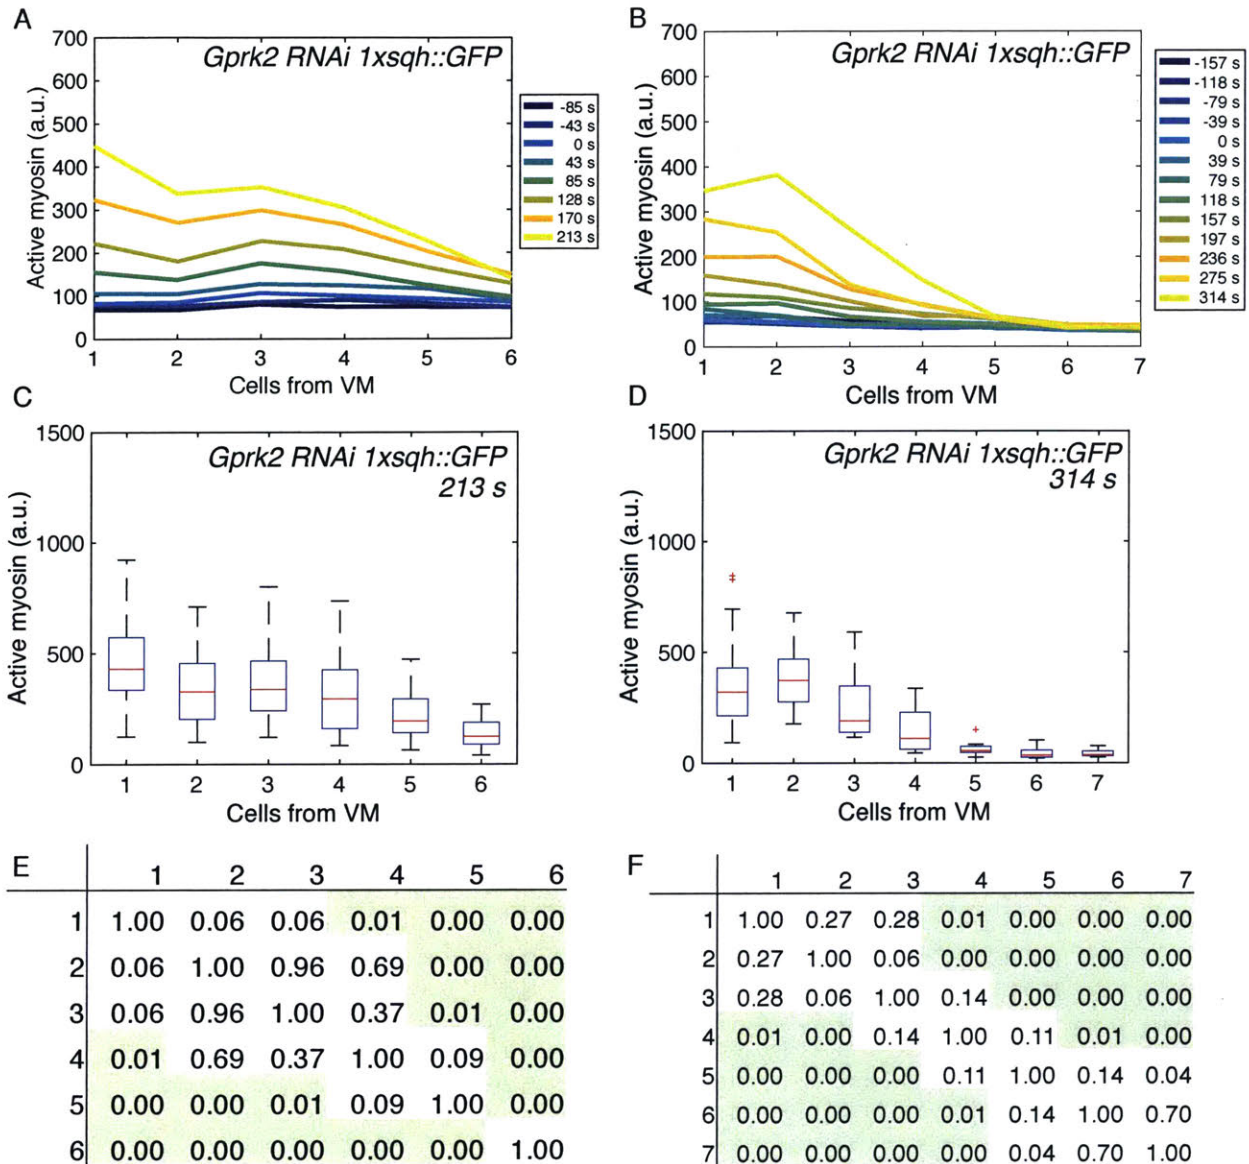 A
Gprk2 RNAi 1xsqh::GFP
Active myosin (a.u.)
700
600
500
400
300
200
100
0
1 2 3 4 5 6
Cells from VM
-85 s
-43 s
0 s
43 s
85 s
128 s
170 s
213 s
B
Gprk2 RNAi 1xsqh::GFP
Active myosin (a.u.)
700
600
500
400
300
200
100
0
1 2 3 4 5 6 7
Cells from VM
-157 s
-118 s
-79 s
-39 s
0 s
39 s
79 s
118 s
157 s
197 s
236 s
275 s
314 s
C
Gprk2 RNAi 1xsqh::GFP
213 s
Active myosin (a.u.)
1500
1000
500
0
1 2 3 4 5 6
Cells from VM
D
Gprk2 RNAi 1xsqh::GFP
314 s
Active myosin (a.u.)
1500
1000
500
0
1 2 3 4 5 6 7
Cells from VM
E
1 2 3 4 5 6
1 1.00 0.06 0.06 0.01 0.00 0.00
2 0.06 1.00 0.96 0.69 0.00 0.00
3 0.06 0.96 1.00 0.37 0.01 0.00
4 0.01 0.69 0.37 1.00 0.09 0.00
5 0.00 0.00 0.01 0.09 1.00 0.00
6 0.00 0.00 0.00 0.00 0.00 1.00
F
1 2 3 4 5 6 7
1 1.00 0.27 0.28 0.01 0.00 0.00 0.00
2 0.27 1.00 0.06 0.00 0.00 0.00 0.00
3 0.28 0.06 1.00 0.14 0.00 0.00 0.00
4 0.01 0.00 0.14 1.00 0.11 0.01 0.00
5 0.00 0.00 0.00 0.11 1.00 0.14 0.04
6 0.00 0.00 0.00 0.01 0.14 1.00 0.70
7 0.00 0.00 0.00 0.00 0.04 0.70 1.00